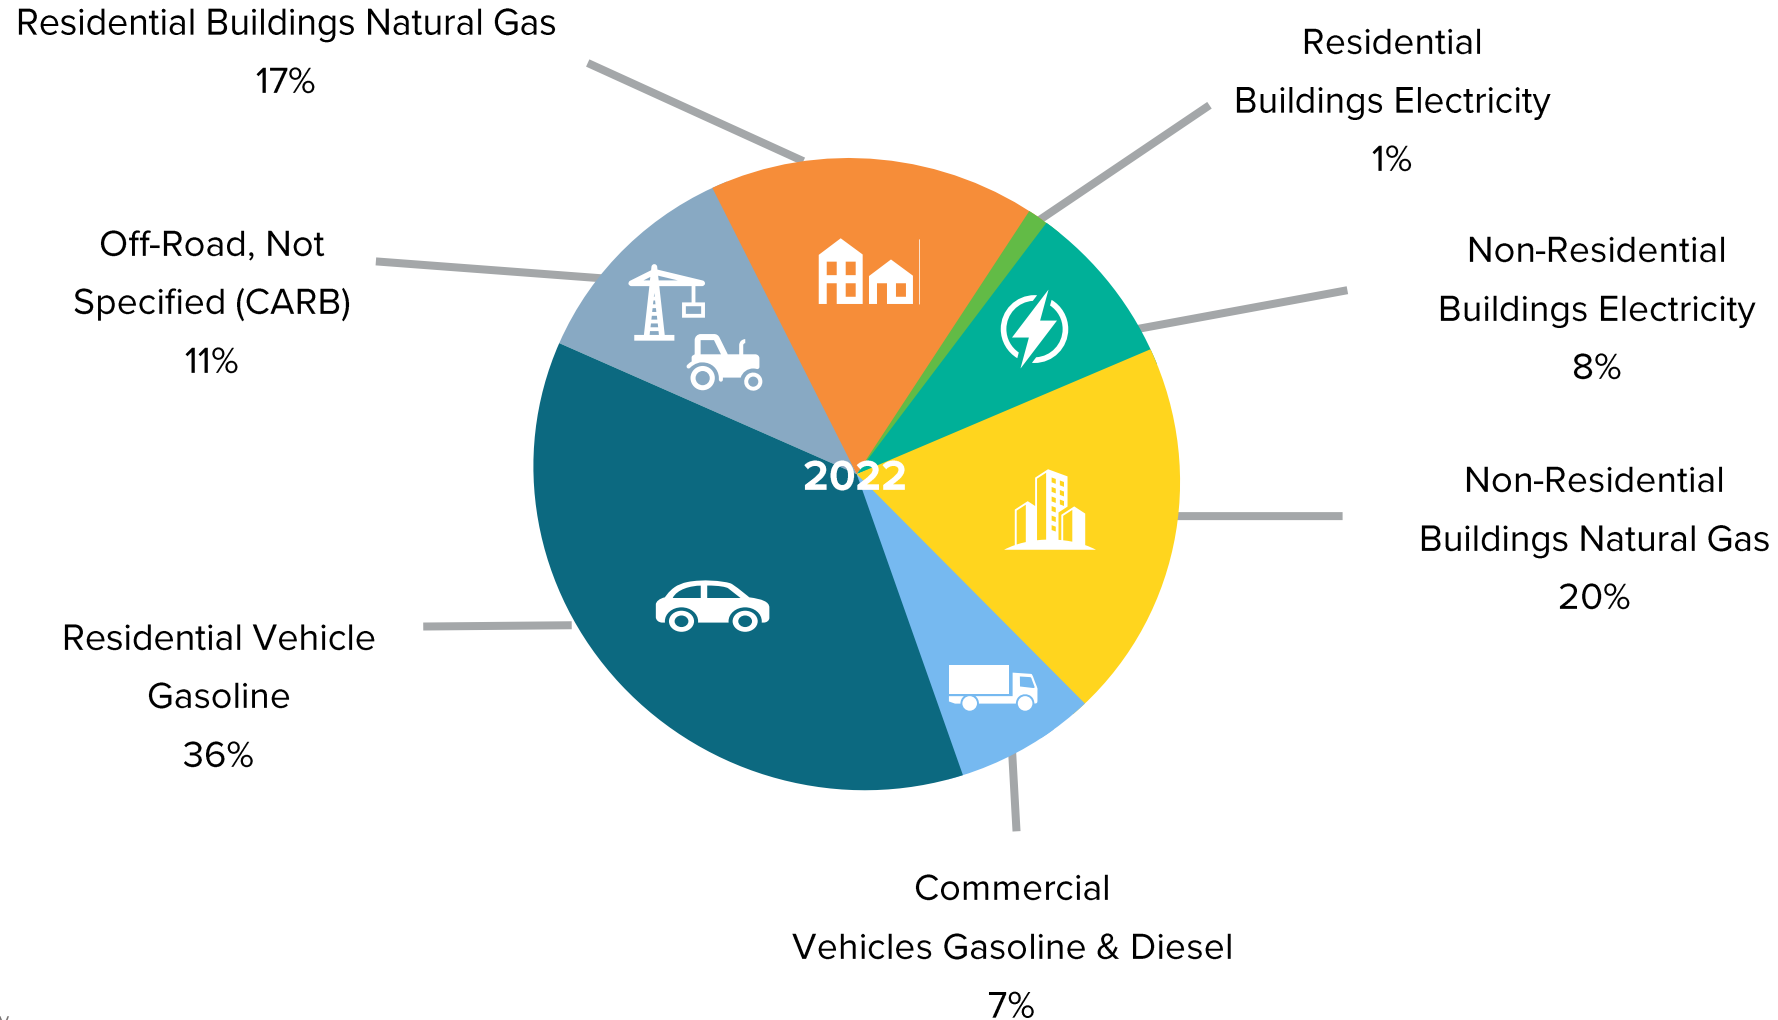 Residential Buildings Natural Gas
17%
Residential
Buildings Electricity
1%
Off-Road, Not
Specified (CARB)
11%
Non-Residential
Buildings Electricity
8%
2022
Non-Residential
Buildings Natural Gas
20%
Residential Vehicle
Gasoline
36%
Commercial
Vehicles Gasoline & Diesel
7%